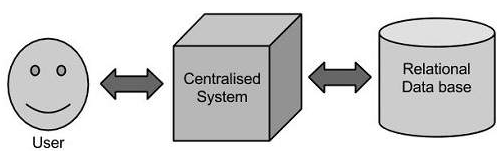 Centralised
System
Relational
Data base
User